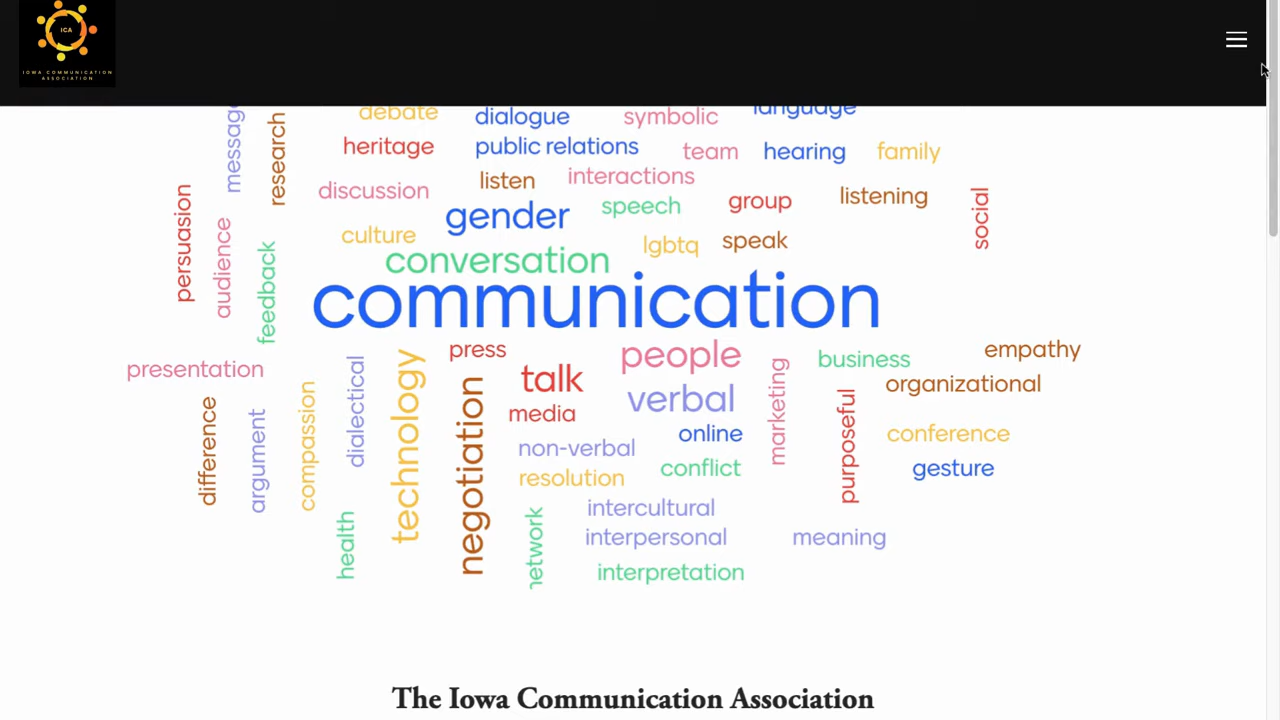 ICA
IOWA COMMUNICATION
ASSOCIATION
debate
dialogue
symbolic
language
heritage
public relations
team
hearing
family
research
discussion
listen
interactions
speech
group
listening
social
persuasion
audience
feedback
culture
gender
lgbtq
speak
conversation
communication
presentation
press
people
business
empathy
talk
organizational
difference
argument
compassion
dialectical
technology
negotiation
media
verbal
marketing
purposeful
online
conference
non-verbal
conflict
gesture
resolution
health
intercultural
interpersonal
meaning
interpretation
The Iowa Communication Association